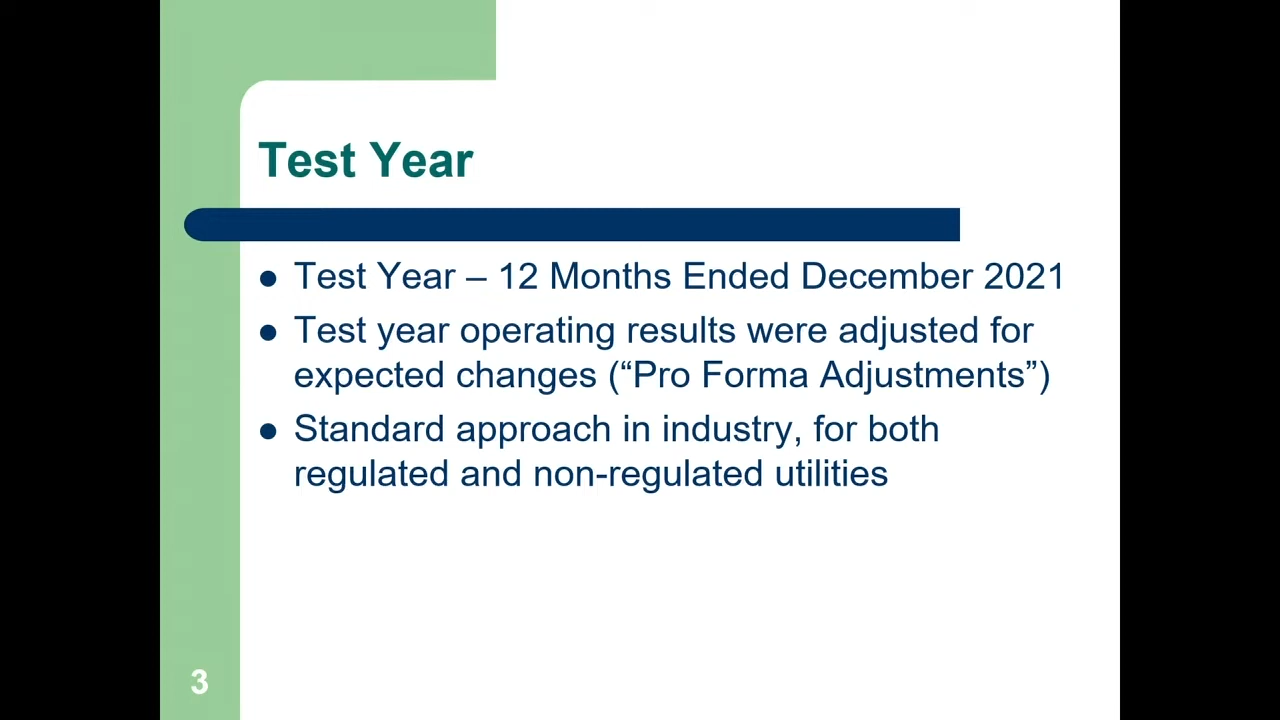 Test Year
● Test Year – 12 Months Ended December 2021
● Test year operating results were adjusted for
expected changes (“Pro Forma Adjustments”)
● Standard approach in industry, for both
regulated and non-regulated utilities
3